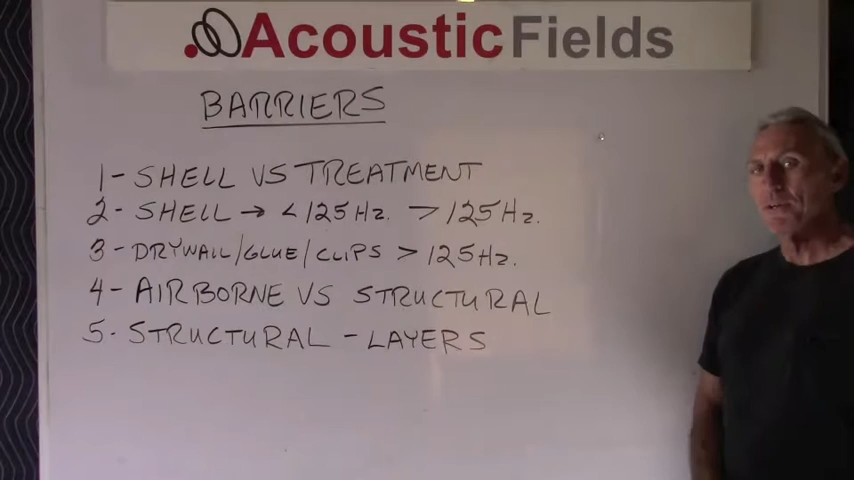 AcousticFields
BARRIERS
1- SHELL VS TREATMENT
2- SHELL → < 125Hz. > 125Hz.
3- DRYWALL/GLUE/CLIPS > 125Hz.
4- AIRBORNE VS STRUCTURAL
5- STRUCTURAL - LAYERS